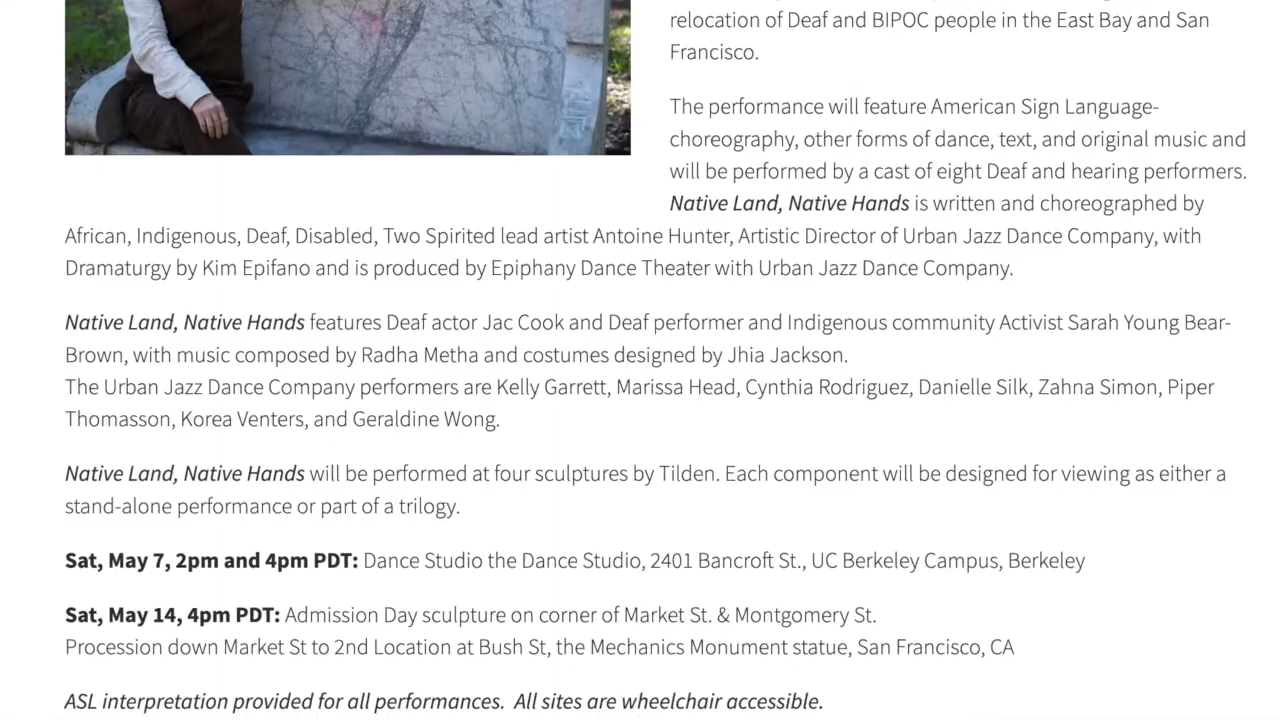 relocation of Deaf and BIPOC people in the East Bay and San
Francisco.
The performance will feature American Sign Language-
choreography, other forms of dance, text, and original music and
will be performed by a cast of eight Deaf and hearing performers.
Native Land, Native Hands is written and choreographed by
African, Indigenous, Deaf, Disabled, Two Spirited lead artist Antoine Hunter, Artistic Director of Urban Jazz Dance Company, with
Dramaturgy by Kim Epifano and is produced by Epiphany Dance Theater with Urban Jazz Dance Company.
Native Land, Native Hands features Deaf actor Jac Cook and Deaf performer and Indigenous community Activist Sarah Young Bear-
Brown, with music composed by Radha Metha and costumes designed by Jhia Jackson.
The Urban Jazz Dance Company performers are Kelly Garrett, Marissa Head, Cynthia Rodriguez, Danielle Silk, Zahna Simon, Piper
Thomasson, Korea Venters, and Geraldine Wong.
Native Land, Native Hands will be performed at four sculptures by Tilden. Each component will be designed for viewing as either a
stand-alone performance or part of a trilogy.
Sat, May 7, 2pm and 4pm PDT: Dance Studio the Dance Studio, 2401 Bancroft St., UC Berkeley Campus, Berkeley
Sat, May 14, 4pm PDT: Admission Day sculpture on corner of Market St. & Montgomery St.
Procession down Market St to 2nd Location at Bush St, the Mechanics Monument statue, San Francisco, CA
ASL interpretation provided for all performances.  All sites are wheelchair accessible.